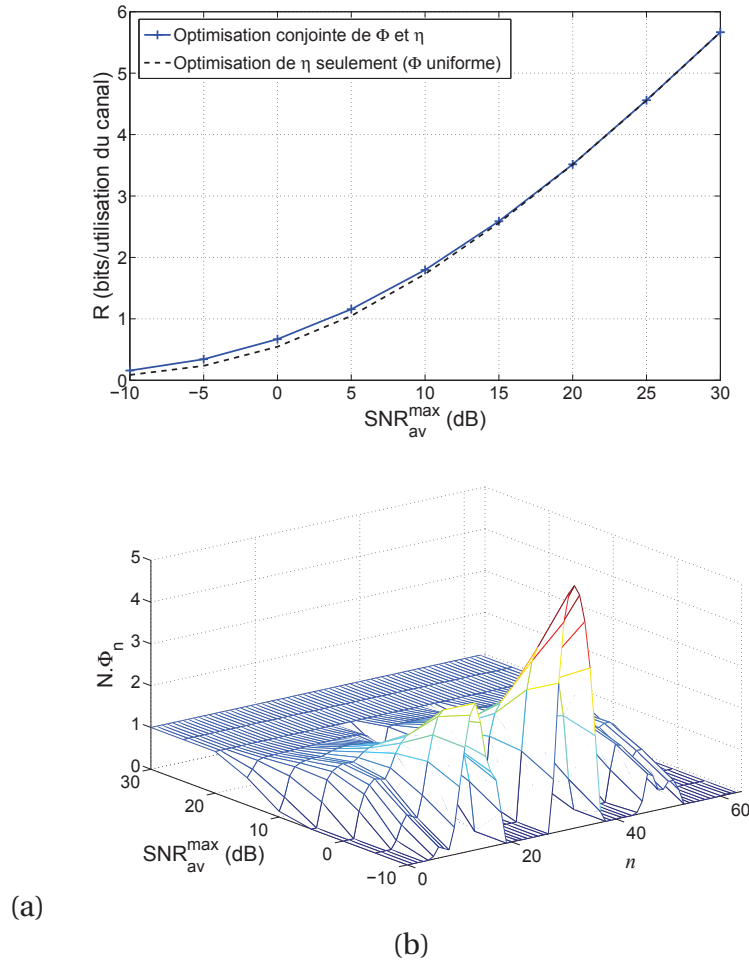 6
5
4
3
2
1
0
R (bits/utilisation du canal)
Optimisation conjointe de Φ et η
Optimisation de η seulement (Φ uniforme)
−10 −5 0 5 10 15 20 25 30
SNR_av^max (dB)
5
4
3
2
1
0
N.Φ_n
30
20
10
0
−10
SNR_av^max (dB)
0
20
40
60
n
(a)
(b)